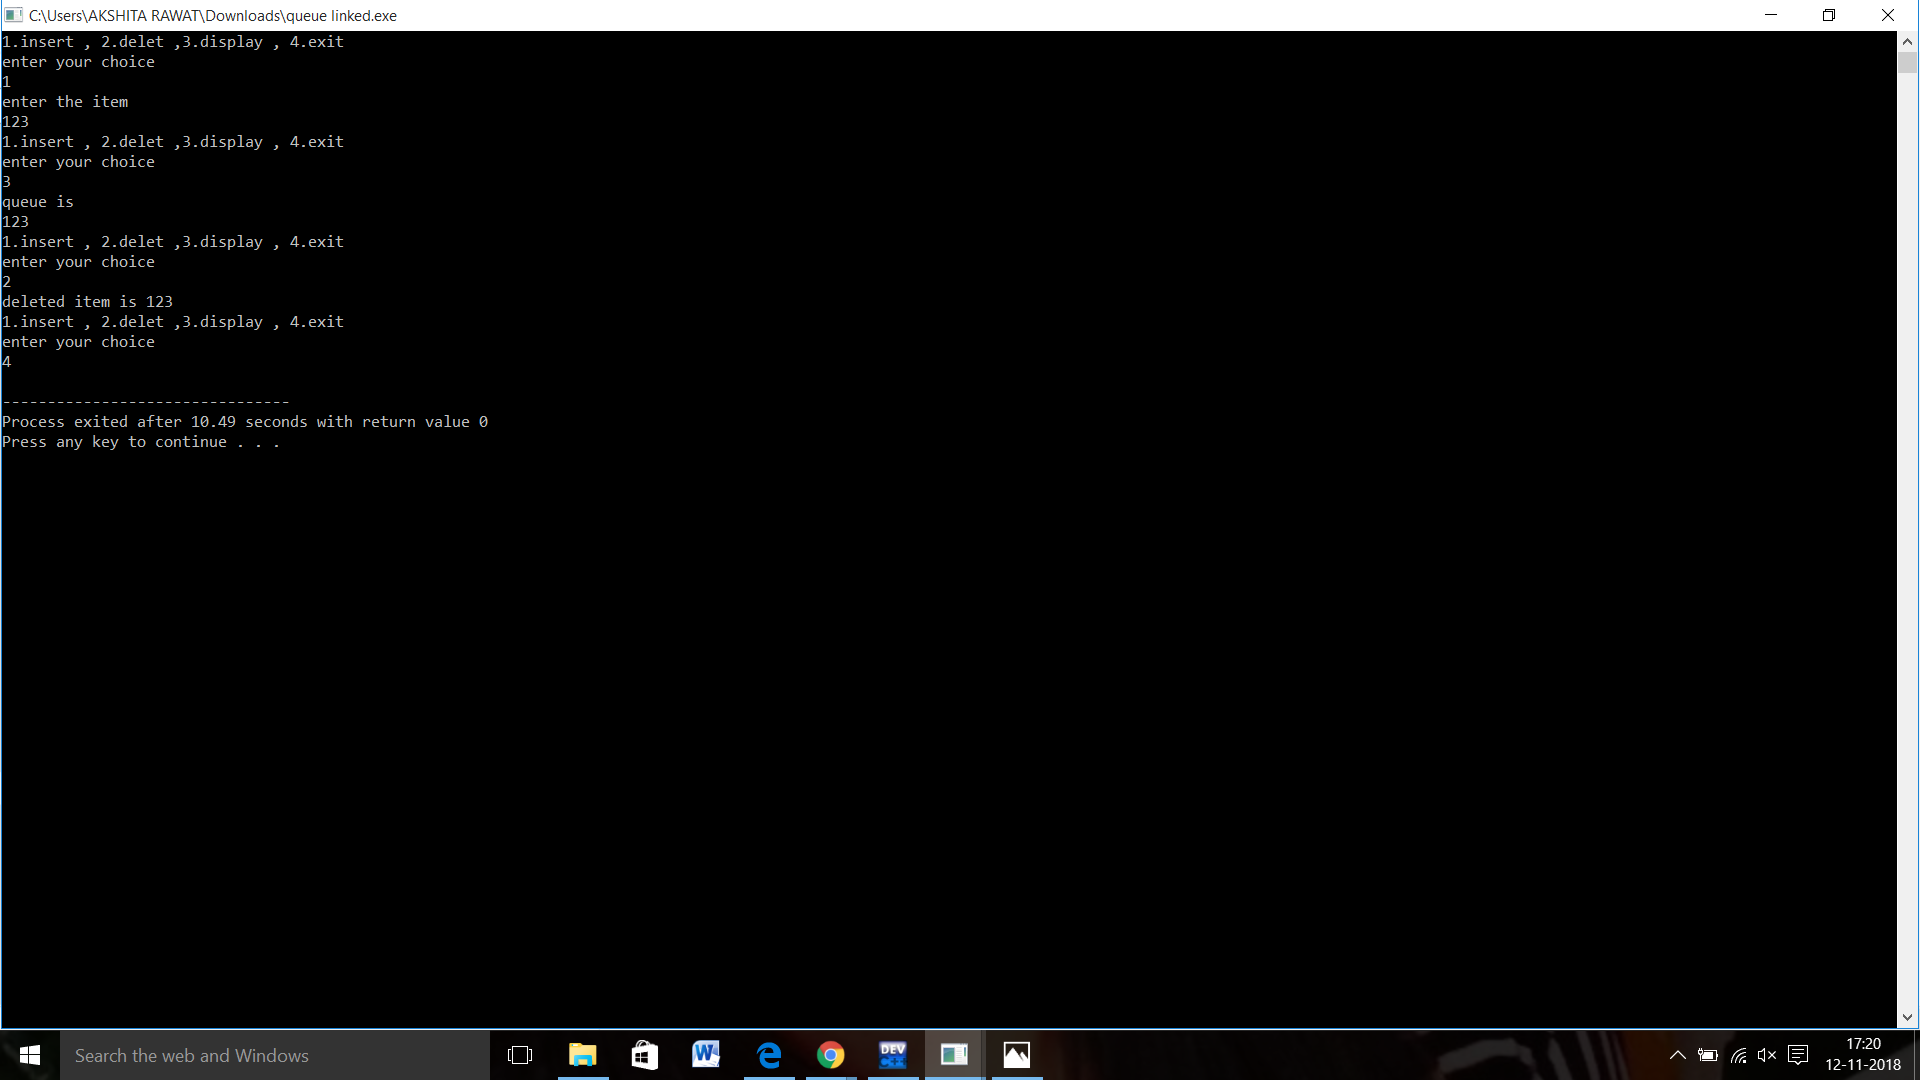 C:\Users\AKSHITA RAWAT\Downloads\queue linked.exe
1.insert , 2.delet ,3.display , 4.exit
enter your choice
1
enter the item
123
1.insert , 2.delet ,3.display , 4.exit
enter your choice
3
queue is
123
1.insert , 2.delet ,3.display , 4.exit
enter your choice
2
deleted item is 123
1.insert , 2.delet ,3.display , 4.exit
enter your choice
4
--------------------------------
Process exited after 10.49 seconds with return value 0
Press any key to continue . . .
Search the web and Windows
DEV
17:20
12-11-2018